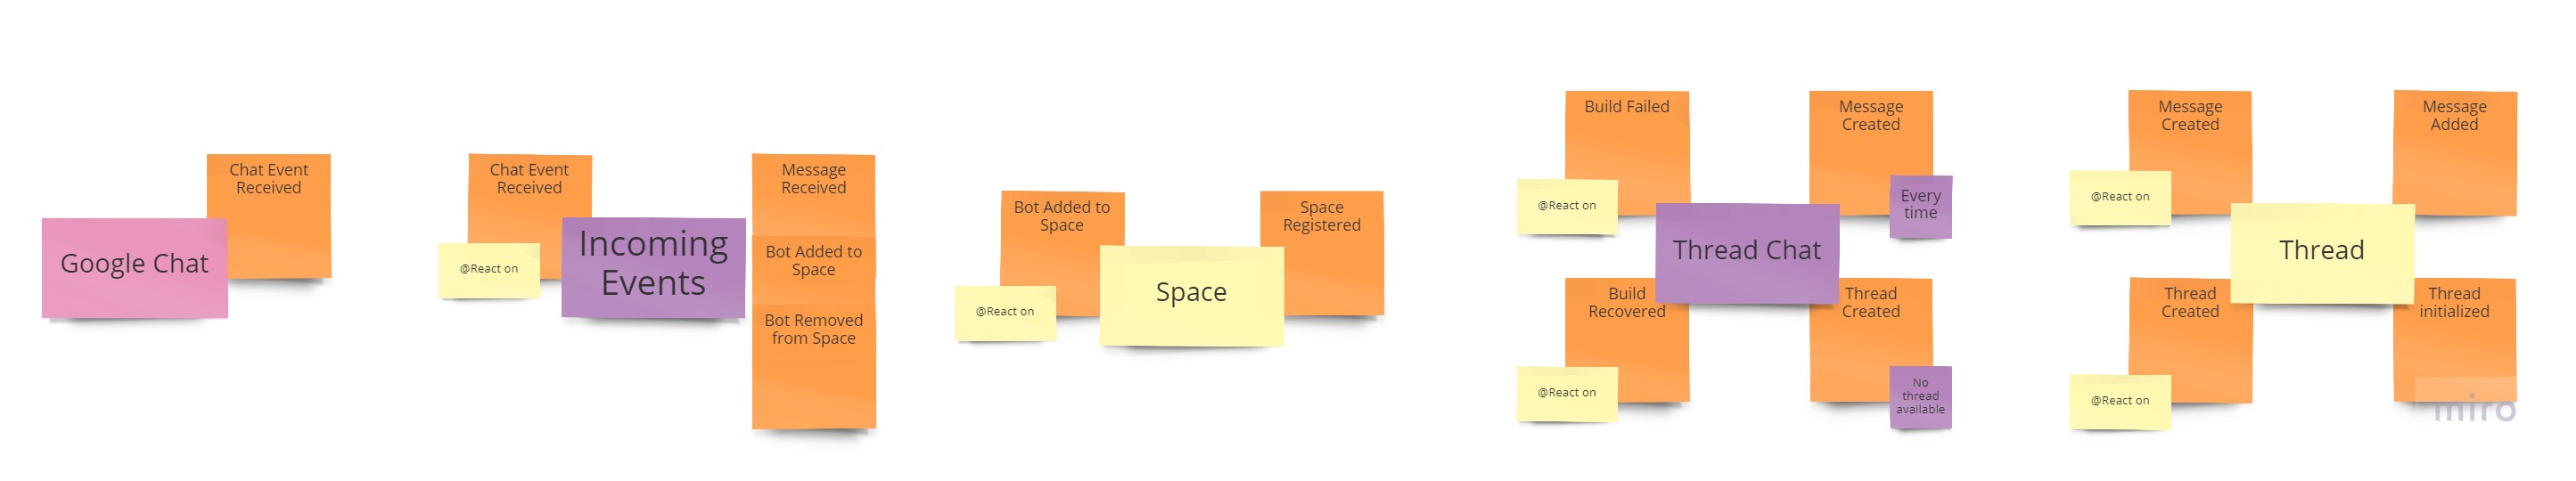 Google Chat
Chat Event
Received
Chat Event
Received
@React on
Incoming
Events
Message
Received
Bot Added to
Space
Bot Removed
from Space
Bot Added to
Space
@React on
Space
Space
Registered
Build Failed
@React on
Build
Recovered
@React on
Thread Chat
Message
Created
Every
time
Thread
Created
No
thread
available
Message
Created
@React on
Thread
Created
@React on
Thread
Message
Added
Thread
initialized
miro